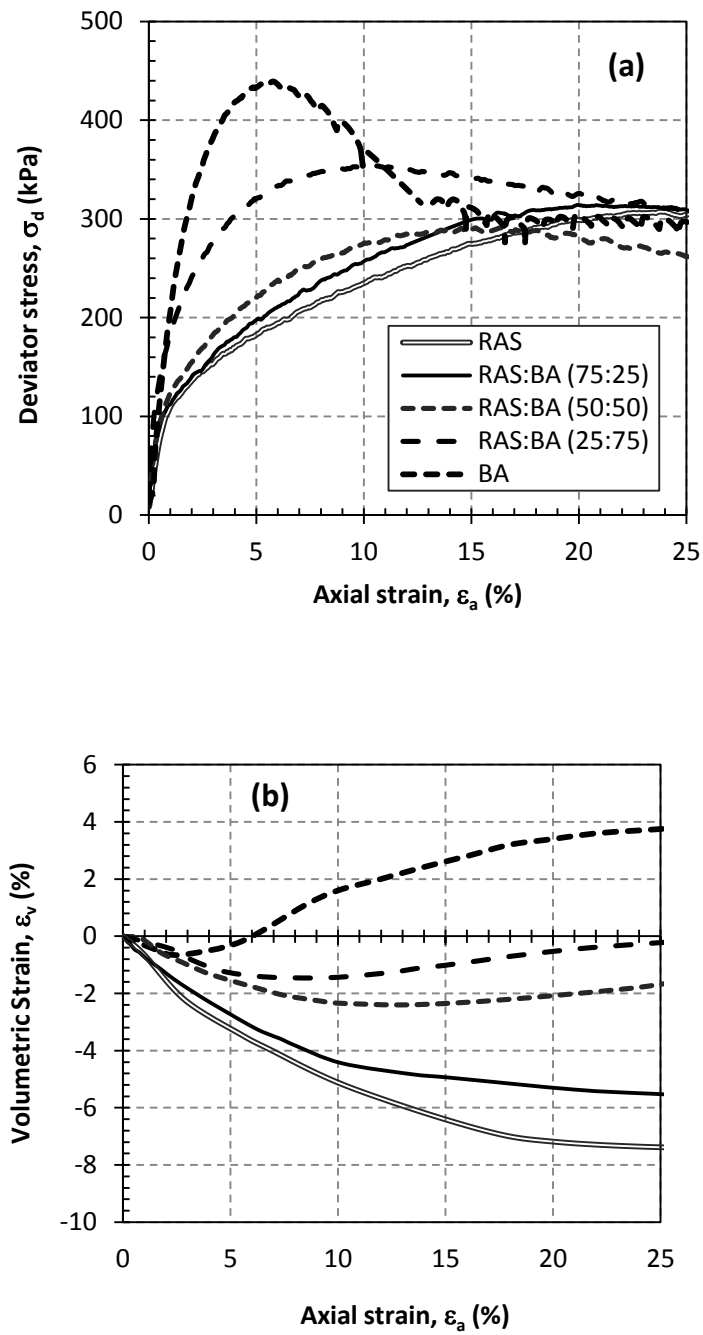 500
400
300
200
100
0
Deviator stress, σd (kPa)
(a)
RAS
RAS:BA (75:25)
RAS:BA (50:50)
RAS:BA (25:75)
BA
0 5 10 15 20 25
Axial strain, εa (%)
6
4
2
0
-2
-4
-6
-8
-10
Volumetric Strain, εv (%)
(b)
0 5 10 15 20 25
Axial strain, εa (%)